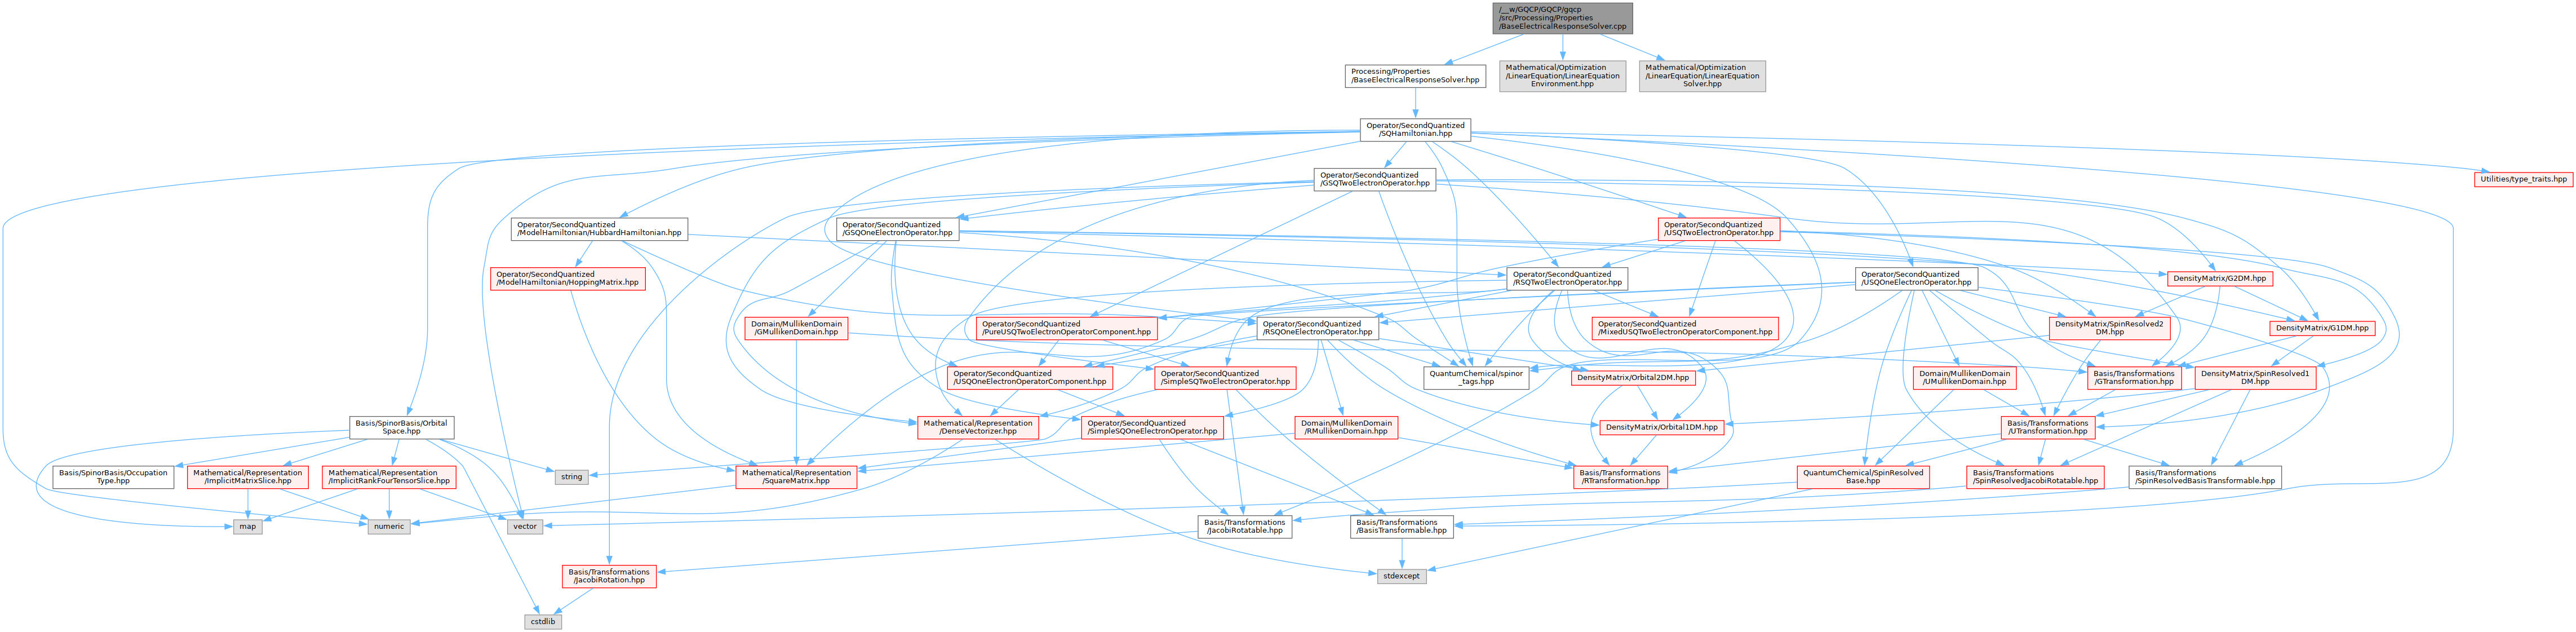 /__w/GQCP/GQCP/gqcp
/src/Processing/Properties
/BaseElectricalResponseSolver.cpp
Processing/Properties
/BaseElectricalResponseSolver.hpp
Mathematical/Optimization
/LinearEquation/LinearEquation
Environment.hpp
Mathematical/Optimization
/LinearEquation/LinearEquation
Solver.hpp
Operator/SecondQuantized
/SQHamiltonian.hpp
Operator/SecondQuantized
/GSQTwoElectronOperator.hpp
Utilities/type_traits.hpp
Operator/SecondQuantized
/ModelHamiltonian/HubbardHamiltonian.hpp
Operator/SecondQuantized
/GSQOneElectronOperator.hpp
Operator/SecondQuantized
/USQTwoElectronOperator.hpp
Operator/SecondQuantized
/ModelHamiltonian/HoppingMatrix.hpp
Operator/SecondQuantized
/RSQTwoElectronOperator.hpp
Operator/SecondQuantized
/USQOneElectronOperator.hpp
DensityMatrix/G2DM.hpp
Domain/MullikenDomain
/GMullikenDomain.hpp
Operator/SecondQuantized
/PureUSQTwoElectronOperatorComponent.hpp
Operator/SecondQuantized
/RSQOneElectronOperator.hpp
Operator/SecondQuantized
/MixedUSQTwoElectronOperatorComponent.hpp
DensityMatrix/SpinResolved2
DM.hpp
DensityMatrix/G1DM.hpp
Operator/SecondQuantized
/USQOneElectronOperatorComponent.hpp
Operator/SecondQuantized
/SimpleSQTwoElectronOperator.hpp
QuantumChemical/spinor
_tags.hpp
DensityMatrix/Orbital2DM.hpp
Domain/MullikenDomain
/UMullikenDomain.hpp
Basis/Transformations
/GTransformation.hpp
DensityMatrix/SpinResolved1
DM.hpp
Basis/SpinorBasis/Orbital
Space.hpp
Mathematical/Representation
/DenseVectorizer.hpp
Operator/SecondQuantized
/SimpleSQOneElectronOperator.hpp
Domain/MullikenDomain
/RMullikenDomain.hpp
DensityMatrix/Orbital1DM.hpp
Basis/Transformations
/UTransformation.hpp
Basis/SpinorBasis/Occupation
Type.hpp
Mathematical/Representation
/ImplicitMatrixSlice.hpp
Mathematical/Representation
/ImplicitRankFourTensorSlice.hpp
string
Mathematical/Representation
/SquareMatrix.hpp
Basis/Transformations
/RTransformation.hpp
QuantumChemical/SpinResolved
Base.hpp
Basis/Transformations
/SpinResolvedJacobiRotatable.hpp
Basis/Transformations
/SpinResolvedBasisTransformable.hpp
map
numeric
vector
Basis/Transformations
/JacobiRotatable.hpp
Basis/Transformations
/BasisTransformable.hpp
Basis/Transformations
/JacobiRotation.hpp
stdexcept
cstdlib